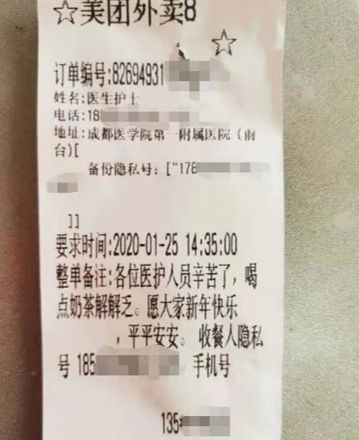 ☆美团外卖8
☆
订单编号:82694931
姓名:医生护士
电话:18
地址:成都医学院第一附属医院(前
台)[
备份隐私号: ["178
]]
要求时间:2020-01-25 14:35:00
整单备注:各位医护人员辛苦了,喝
点奶茶解解乏。愿大家新年快乐
,平平安安。 收餐人隐私
号 185 手机号
135*